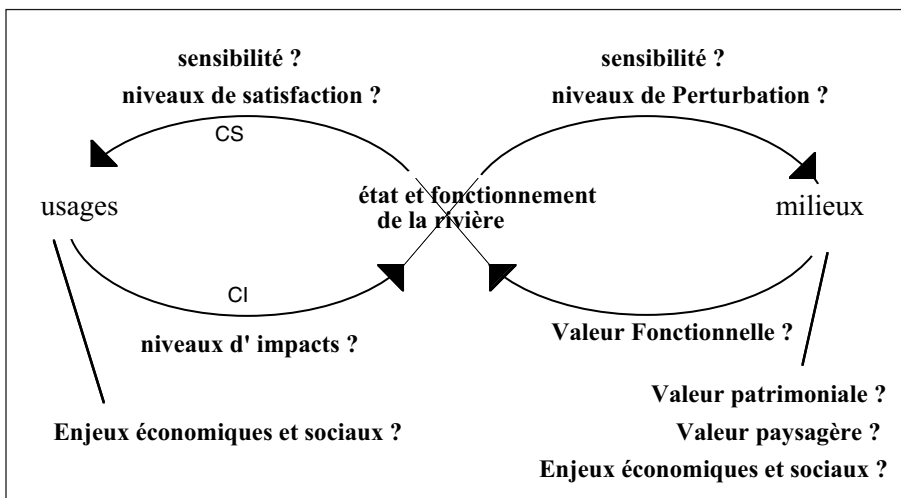 sensibilité ?
niveaux de satisfaction ?
CS
sensibilité ?
niveaux de Perturbation ?
usages
état et fonctionnement
de la rivière
milieux
CI
niveaux d' impacts ?
Valeur Fonctionnelle ?
Enjeux économiques et sociaux ?
Valeur patrimoniale ?
Valeur paysagère ?
Enjeux économiques et sociaux ?